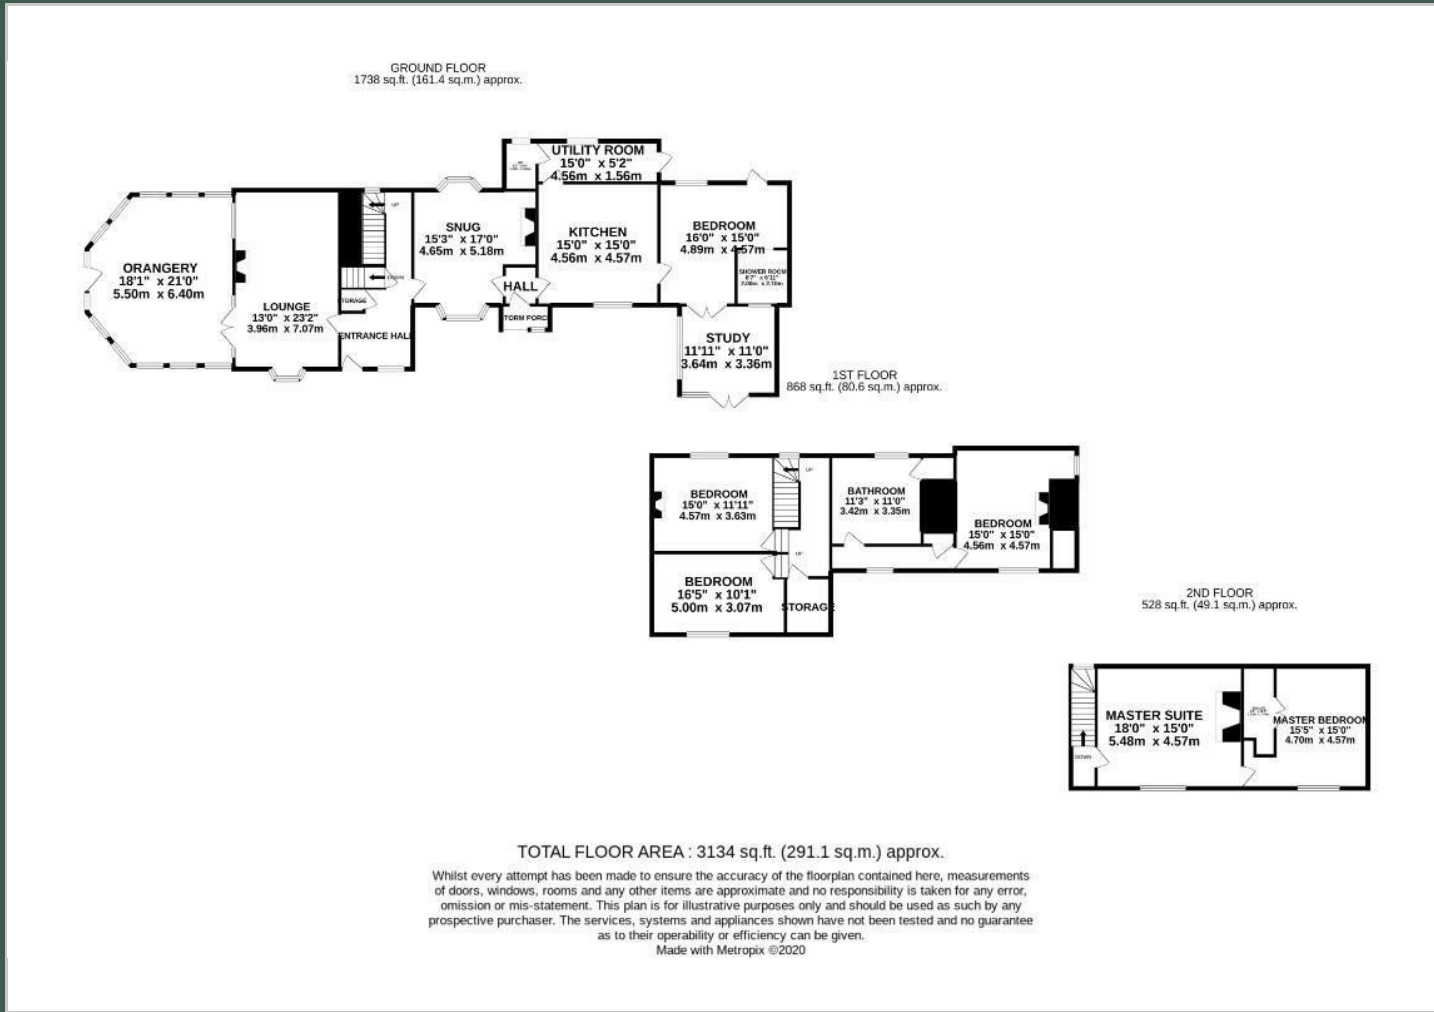 GROUND FLOOR
1738 sq.ft. (161.4 sq.m.) approx.
UTILITY ROOM
15'0" x 5'2"
4.56m x 1.56m
ORANGERY
18'1" x 21'0"
5.50m x 6.40m
LOUNGE
13'0" x 23'2"
3.96m x 7.07m
UP
DOWN
STORAGE
ENTRANCE HALL
SNUG
15'3" x 17'0"
4.65m x 5.18m
HALL
STORM PORCH
KITCHEN
15'0" x 15'0"
4.56m x 4.57m
BEDROOM
16'0" x 15'0"
4.89m x 4.57m
SHOWER ROOM
6'7" x 6'11"
STUDY
11'11" x 11'0"
3.64m x 3.36m
1ST FLOOR
868 sq.ft. (80.6 sq.m.) approx.
BEDROOM
15'0" x 11'11"
4.57m x 3.63m
UP
UP
BATHROOM
11'3" x 11'0"
3.42m x 3.35m
BEDROOM
15'0" x 15'0"
4.56m x 4.57m
BEDROOM
16'5" x 10'1"
5.00m x 3.07m
STORAGE
2ND FLOOR
528 sq.ft. (49.1 sq.m.) approx.
MASTER SUITE
18'0" x 15'0"
5.48m x 4.57m
DOWN
MASTER BEDROOM
15'5" x 15'0"
4.70m x 4.57m
TOTAL FLOOR AREA : 3134 sq.ft. (291.1 sq.m.) approx.
Whilst every attempt has been made to ensure the accuracy of the floorplan contained here, measurements
of doors, windows, rooms and any other items are approximate and no responsibility is taken for any error,
omission or mis-statement. This plan is for illustrative purposes only and should be used as such by any
prospective purchaser. The services, systems and appliances shown have not been tested and no guarantee
as to their operability or efficiency can be given.
Made with Metropix ©2020